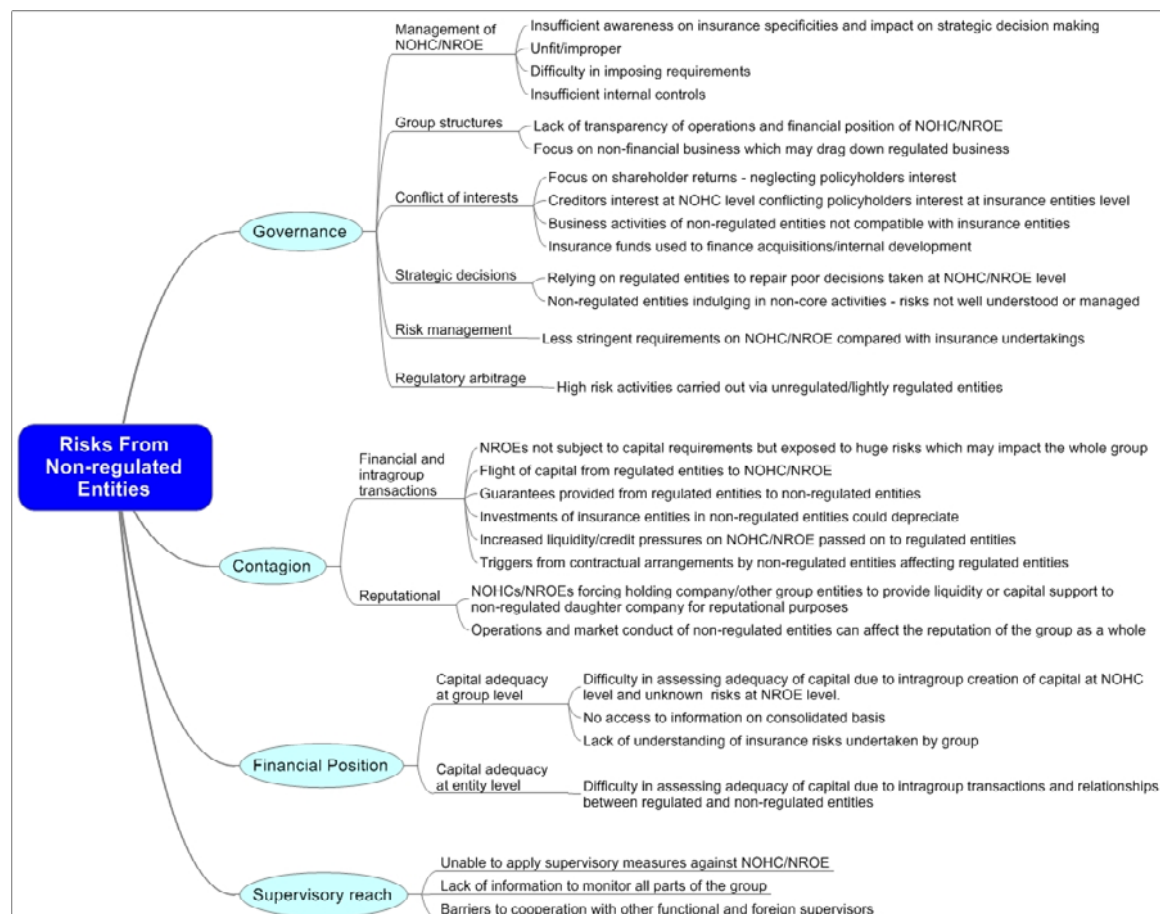 Risks From
Non-regulated
Entities
Governance
Management of
NOHC/NROE
Insufficient awareness on insurance specificities and impact on strategic decision making
Unfit/improper
Difficulty in imposing requirements
Insufficient internal controls
Group structures
Lack of transparency of operations and financial position of NOHC/NROE
Focus on non-financial business which may drag down regulated business
Conflict of interests
Focus on shareholder returns - neglecting policyholders interest
Creditors interest at NOHC level conflicting policyholders interest at insurance entities level
Business activities of non-regulated entities not compatible with insurance entities
Insurance funds used to finance acquisitions/internal development
Strategic decisions
Relying on regulated entities to repair poor decisions taken at NOHC/NROE level
Non-regulated entities indulging in non-core activities - risks not well understood or managed
Risk management
Less stringent requirements on NOHC/NROE compared with insurance undertakings
Regulatory arbitrage
High risk activities carried out via unregulated/lightly regulated entities
Contagion
Financial and
intragroup
transactions
NROEs not subject to capital requirements but exposed to huge risks which may impact the whole group
Flight of capital from regulated entities to NOHC/NROE
Guarantees provided from regulated entities to non-regulated entities
Investments of insurance entities in non-regulated entities could depreciate
Increased liquidity/credit pressures on NOHC/NROE passed on to regulated entities
Triggers from contractual arrangements by non-regulated entities affecting regulated entities
Reputational
NOHCs/NROEs forcing holding company/other group entities to provide liquidity or capital support to
non-regulated daughter company for reputational purposes
Operations and market conduct of non-regulated entities can affect the reputation of the group as a whole
Financial Position
Capital adequacy
at group level
Difficulty in assessing adequacy of capital due to intragroup creation of capital at NOHC
level and unknown risks at NROE level.
No access to information on consolidated basis
Lack of understanding of insurance risks undertaken by group
Capital adequacy
at entity level
Difficulty in assessing adequacy of capital due to intragroup transactions and relationships
between regulated and non-regulated entities
Supervisory reach
Unable to apply supervisory measures against NOHC/NROE
Lack of information to monitor all parts of the group
Barriers to cooperation with other functional and foreign supervisors